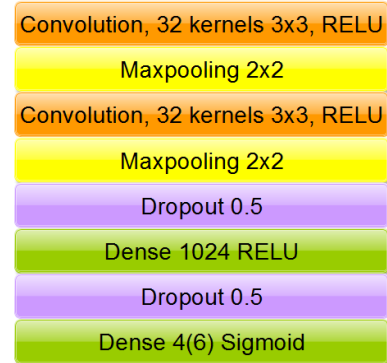 Convolution, 32 kernels 3x3, RELU
Maxpooling 2x2
Convolution, 32 kernels 3x3, RELU
Maxpooling 2x2
Dropout 0.5
Dense 1024 RELU
Dropout 0.5
Dense 4(6) Sigmoid